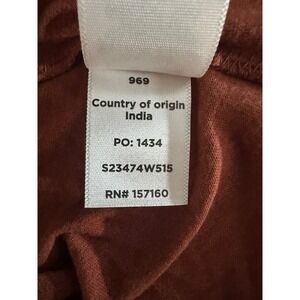 969
Country of origin
India
PO: 1434
S23474W515
RN# 157160